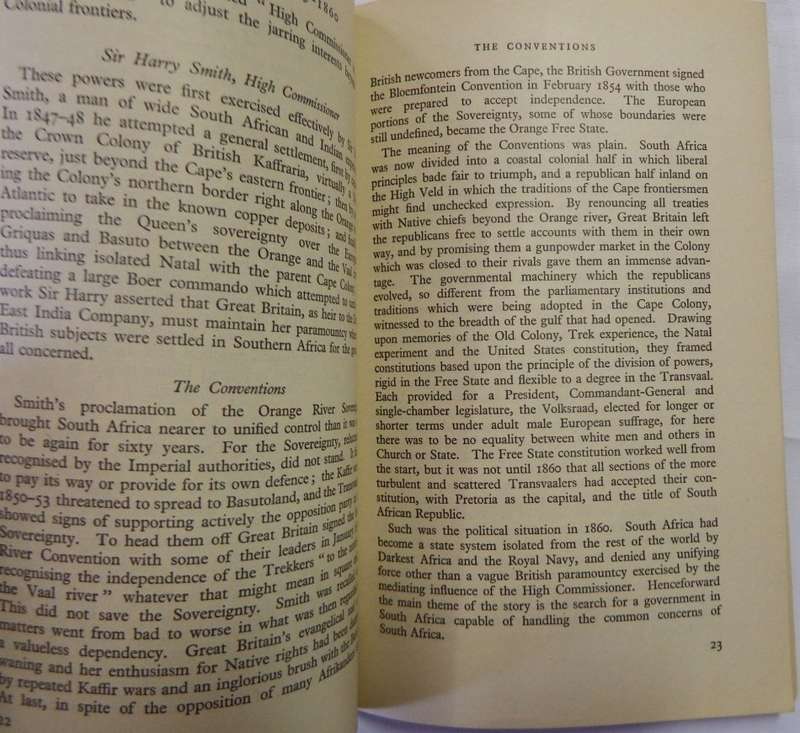 -1860
Colonial frontiers.
High Commissioner
to adjust the jarring interests
Sir Harry Smith, High Commissioner
These powers were first exercised effectively by
Smith, a man of wide South African and Indian
In 1847–48 he attempted a general settlement, first by
the Crown Colony of British Kaffraria, virtually a
reserve, just beyond the Cape's eastern frontier; then by
ing the Colony's northern border right along the Orange
Atlantic to take in the known copper deposits; and
proclaiming the Queen's sovereignty over the
Griquas and Basuto between the Orange and the Vaal
thus linking isolated Natal with the parent Cape
defeating a large Boer commando which attempted to
work Sir Harry asserted that Great Britain, as heir to the
East India Company, must maintain her paramountcy
British subjects were settled in Southern Africa for the
all concerned.
The Conventions
Smith's proclamation of the Orange River
brought South Africa nearer to unified control than it was
to be again for sixty years. For the Sovereignty,
recognised by the Imperial authorities, did not stand. It
to pay its way or provide for its own defence; the Kaffir
1850–53 threatened to spread to Basutoland, and the
showed signs of supporting actively the opposition party
Sovereignty. To head them off Great Britain signed the
River Convention with some of their leaders in January
recognising the independence of the Trekkers "to the
the Vaal river" whatever that might mean in
This did not save the Sovereignty. Smith was
matters went from bad to worse in what was then
a valueless dependency. Great Britain's evangelical
waning and her enthusiasm for Native rights had been
by repeated Kaffir wars and an inglorious brush with the
At last, in spite of the opposition of many
22
THE CONVENTIONS
British newcomers from the Cape, the British Government signed
the Bloemfontein Convention in February 1854 with those who
were prepared to accept independence. The European
portions of the Sovereignty, some of whose boundaries were
still undefined, became the Orange Free State.
The meaning of the Conventions was plain. South Africa
was now divided into a coastal colonial half in which liberal
principles bade fair to triumph, and a republican half inland on
the High Veld in which the traditions of the Cape frontiersmen
might find unchecked expression. By renouncing all treaties
with Native chiefs beyond the Orange river, Great Britain left
the republicans free to settle accounts with them in their own
way, and by promising them a gunpowder market in the Colony
which was closed to their rivals gave them an immense advan-
tage. The governmental machinery which the republicans
evolved, so different from the parliamentary institutions and
traditions which were being adopted in the Cape Colony,
witnessed to the breadth of the gulf that had opened. Drawing
upon memories of the Old Colony, Trek experience, the Natal
experiment and the United States constitution, they framed
constitutions based upon the principle of the division of powers,
rigid in the Free State and flexible to a degree in the Transvaal.
Each provided for a President, Commandant-General and
single-chamber legislature, the Volksraad, elected for longer or
shorter terms under adult male European suffrage, for here
there was to be no equality between white men and others in
Church or State. The Free State constitution worked well from
the start, but it was not until 1860 that all sections of the more
turbulent and scattered Transvaalers had accepted their con-
stitution, with Pretoria as the capital, and the title of South
African Republic.
Such was the political situation in 1860. South Africa had
become a state system isolated from the rest of the world by
Darkest Africa and the Royal Navy, and denied any unifying
force other than a vague British paramountcy exercised by the
mediating influence of the High Commissioner. Henceforward
the main theme of the story is the search for a government in
South Africa capable of handling the common concerns of
South Africa.
23